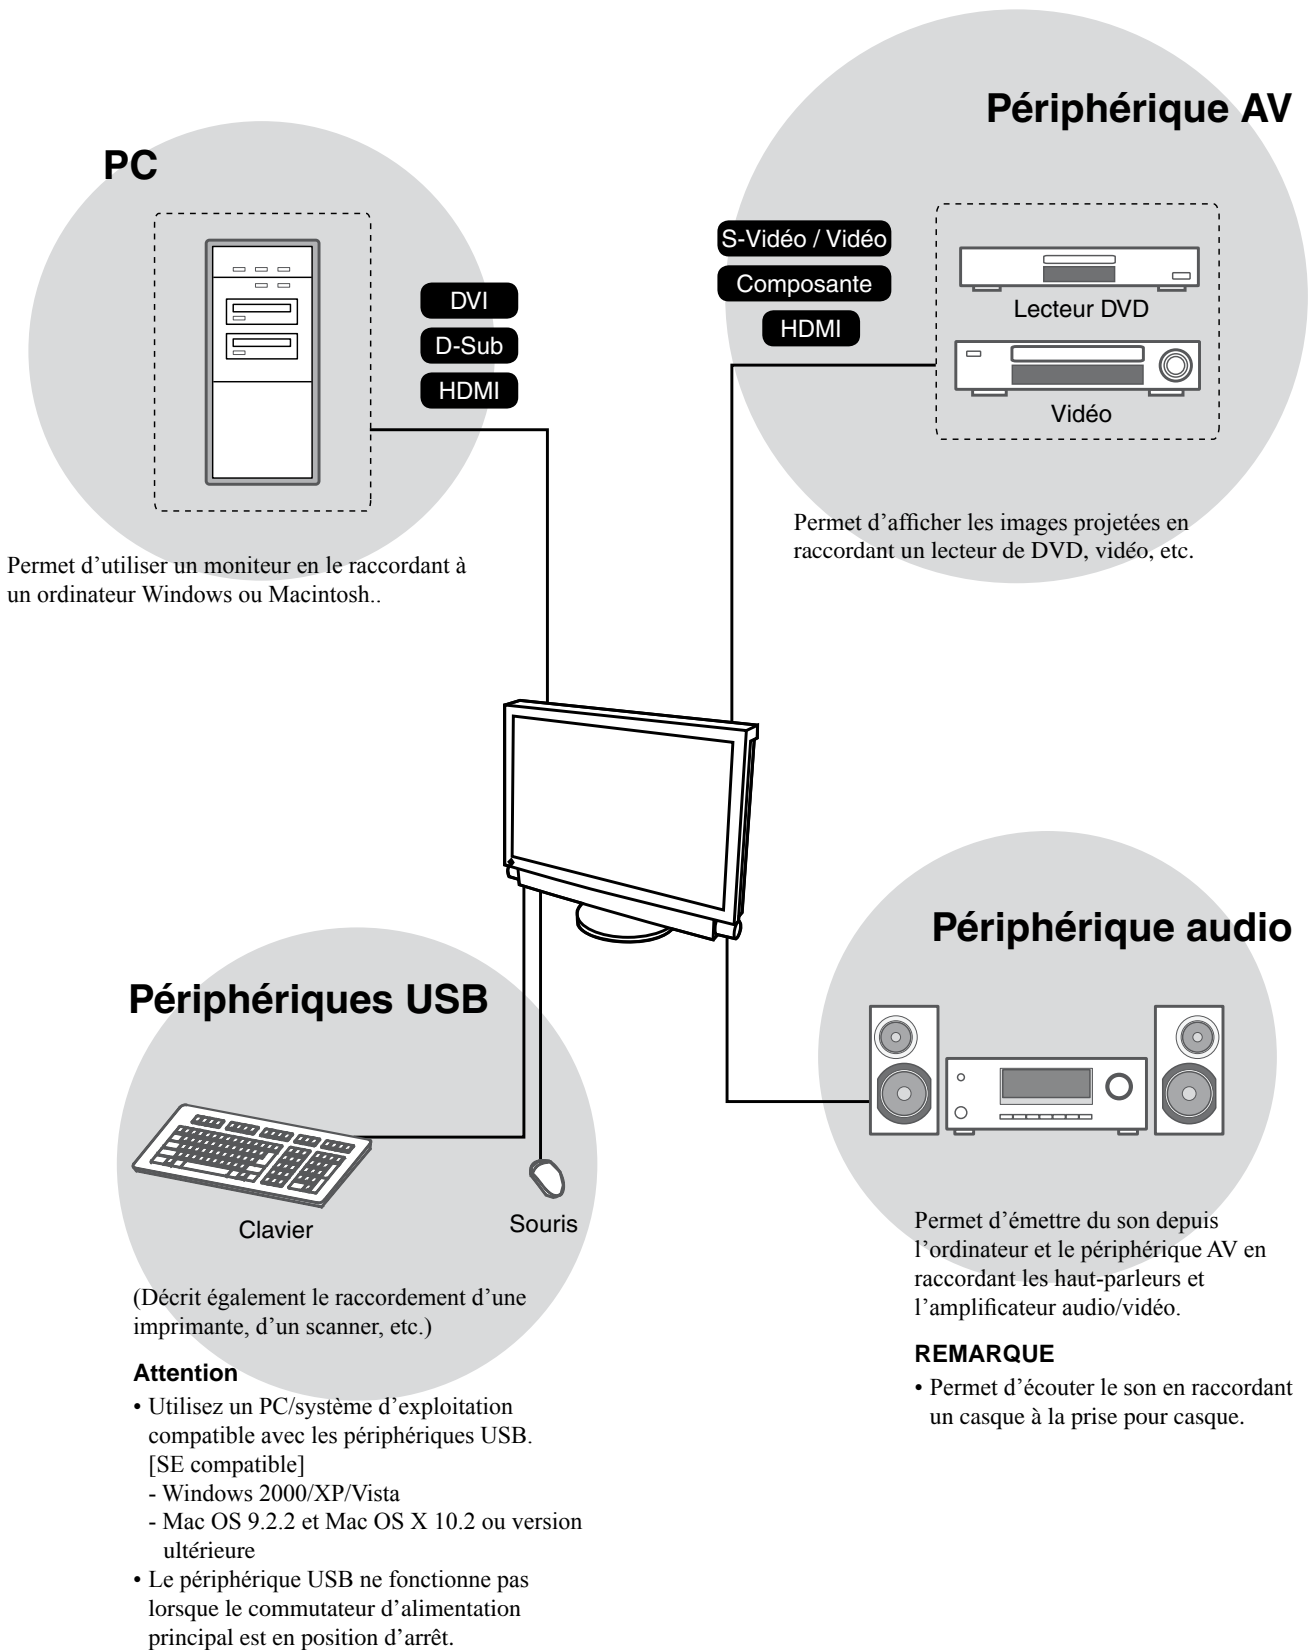 Périphérique AV
PC
S-Vidéo / Vidéo
Composante
HDMI
Lecteur DVD
Vidéo
DVI
D-Sub
HDMI
Permet d’afficher les images projetées en
raccordant un lecteur de DVD, vidéo, etc.
Permet d’utiliser un moniteur en le raccordant à
un ordinateur Windows ou Macintosh..
Périphérique audio
Périphériques USB
Clavier
Souris
Permet d’émettre du son depuis
l’ordinateur et le périphérique AV en
raccordant les haut-parleurs et
l’amplificateur audio/vidéo.
REMARQUE
• Permet d’écouter le son en raccordant
un casque à la prise pour casque.
(Décrit également le raccordement d’une
imprimante, d’un scanner, etc.)
Attention
• Utilisez un PC/système d’exploitation
compatible avec les périphériques USB.
[SE compatible]
- Windows 2000/XP/Vista
- Mac OS 9.2.2 et Mac OS X 10.2 ou version
ultérieure
• Le périphérique USB ne fonctionne pas
lorsque le commutateur d’alimentation
principal est en position d’arrêt.